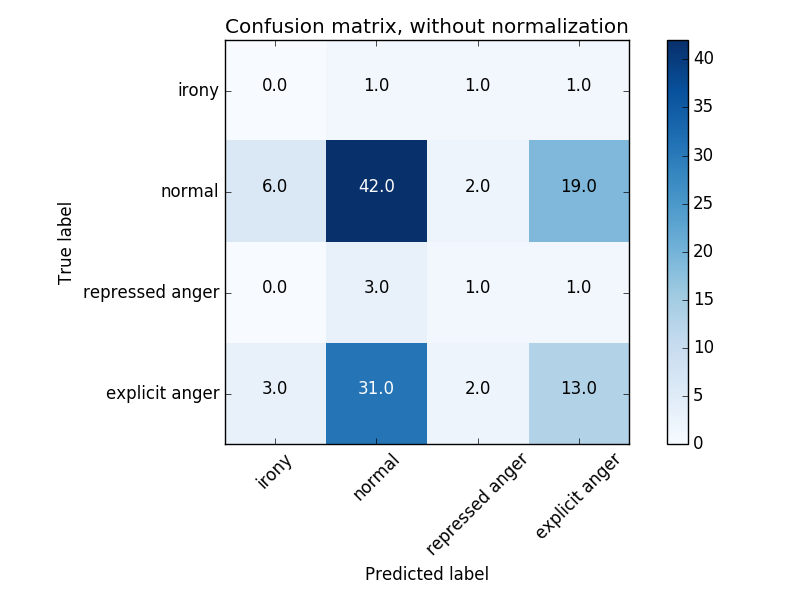 Confusion matrix, without normalization
True label
irony 0.0 1.0 1.0 1.0
normal 6.0 42.0 2.0 19.0
repressed anger 0.0 3.0 1.0 1.0
explicit anger 3.0 31.0 2.0 13.0
irony normal repressed anger explicit anger
Predicted label
40
35
30
25
20
15
10
5
0